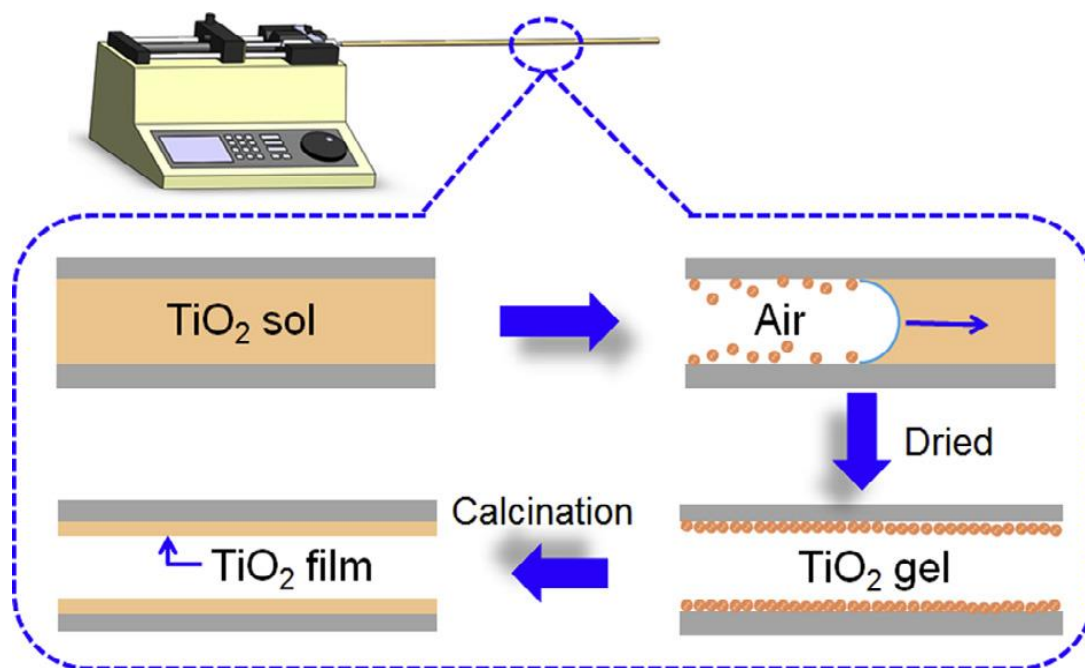 TiO₂ sol
Air
Dried
Calcination
TiO₂ film
TiO₂ gel